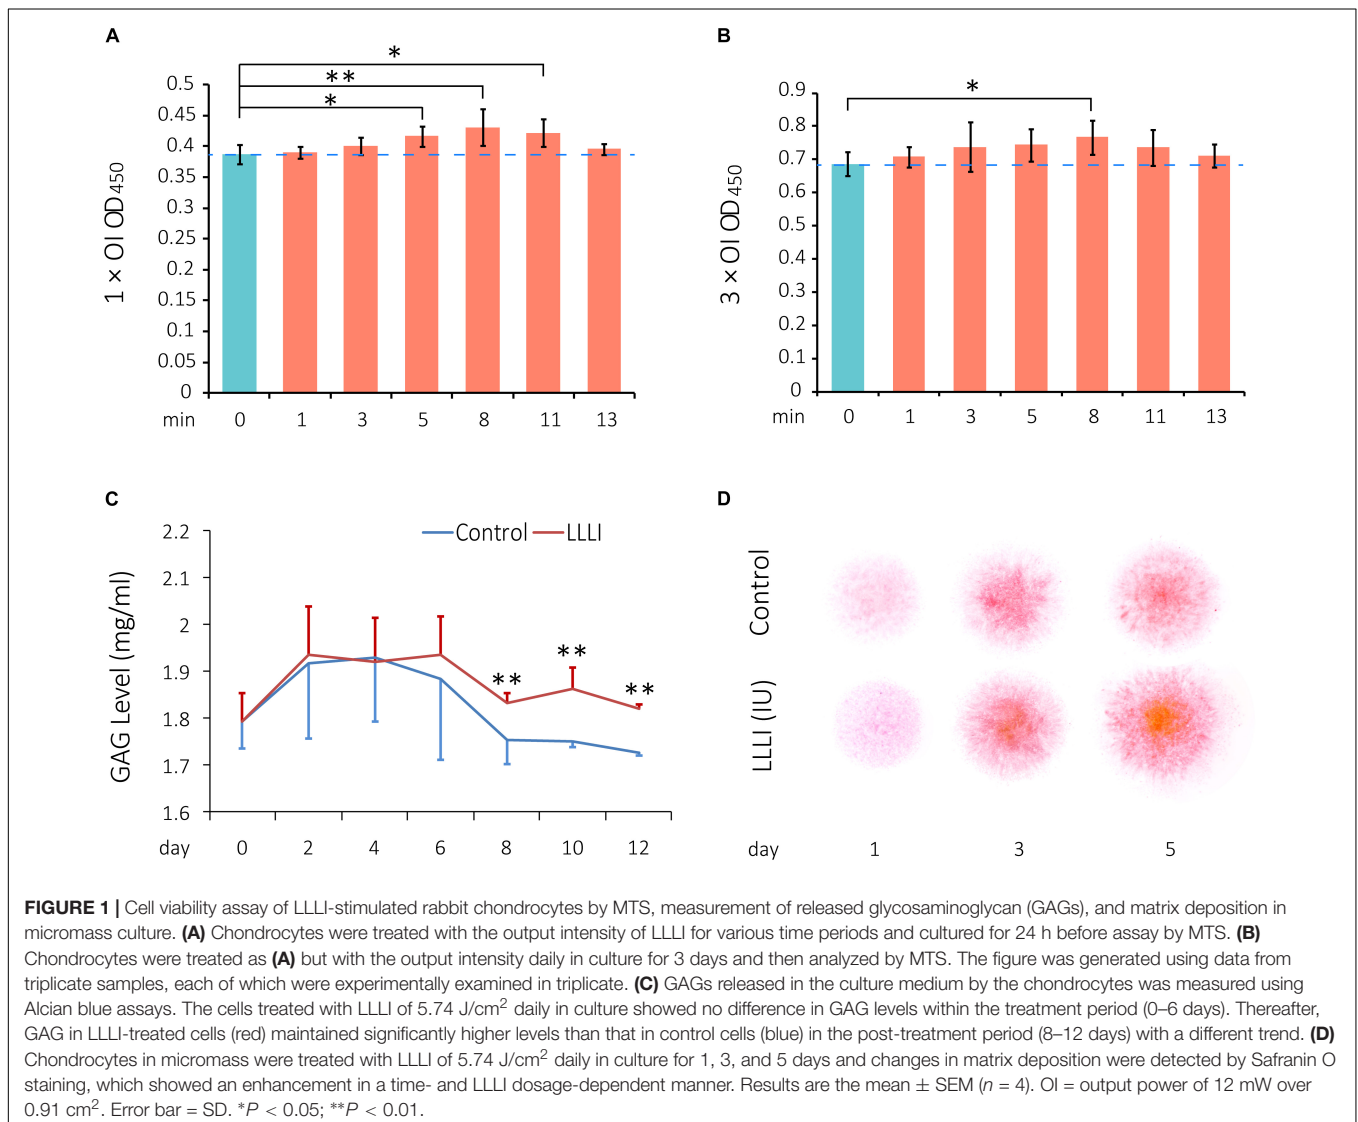 A
*
**
*
0.5
0.45
0.4
0.35
0.3
0.25
0.2
0.15
0.1
0.05
0
1 × OI OD450
min 0 1 3 5 8 11 13
B
*
0.9
0.8
0.7
0.6
0.5
0.4
0.3
0.2
0.1
0
3 × OI OD450
min 0 1 3 5 8 11 13
C
Control LLLI
2.2
2.1
2
1.9
1.8
1.7
1.6
GAG Level (mg/ml)
** ** **
day 0 2 4 6 8 10 12
D
Control
LLLI (IU)
day 1 3 5
FIGURE 1 | Cell viability assay of LLLI-stimulated rabbit chondrocytes by MTS, measurement of released glycosaminoglycan (GAGs), and matrix deposition in
micromass culture. (A) Chondrocytes were treated with the output intensity of LLLI for various time periods and cultured for 24 h before assay by MTS. (B)
Chondrocytes were treated as (A) but with the output intensity daily in culture for 3 days and then analyzed by MTS. The figure was generated using data from
triplicate samples, each of which were experimentally examined in triplicate. (C) GAGs released in the culture medium by the chondrocytes was measured using
Alcian blue assays. The cells treated with LLLI of 5.74 J/cm² daily in culture showed no difference in GAG levels within the treatment period (0–6 days). Thereafter,
GAG in LLLI-treated cells (red) maintained significantly higher levels than that in control cells (blue) in the post-treatment period (8–12 days) with a different trend. (D)
Chondrocytes in micromass were treated with LLLI of 5.74 J/cm² daily in culture for 1, 3, and 5 days and changes in matrix deposition were detected by Safranin O
staining, which showed an enhancement in a time- and LLLI dosage-dependent manner. Results are the mean ± SEM (n = 4). OI = output power of 12 mW over
0.91 cm². Error bar = SD. *P < 0.05; **P < 0.01.